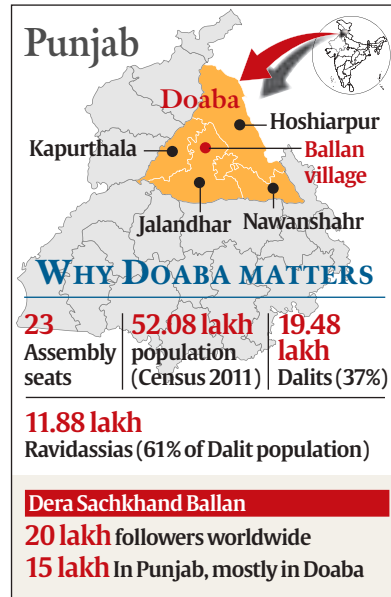 Punjab
Doaba
Hoshiarpur
Kapurthala
Ballan
village
Jalandhar
Nawanshahr
WHY DOABA MATTERS
23
Assembly
seats
52.08 lakh
population
(Census 2011)
19.48
lakh
Dalits (37%)
11.88 lakh
Ravidassias (61% of Dalit population)
Dera Sachkhand Ballan
20 lakh followers worldwide
15 lakh In Punjab, mostly in Doaba